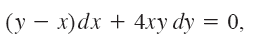 (y − x)dx + 4xy dy = 0,